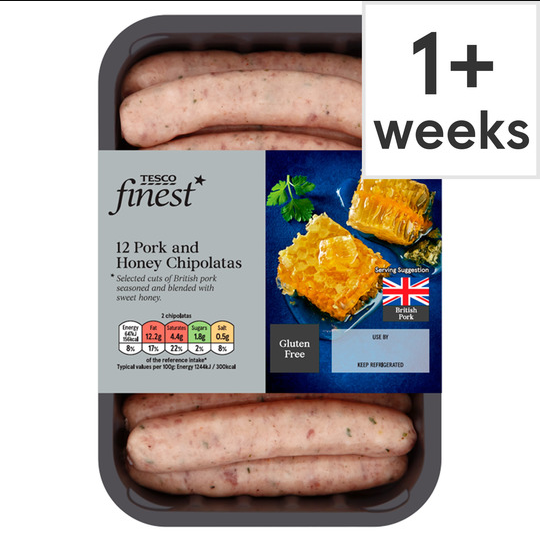 1+
weeks
TESCO
finest*
12 Pork and
Honey Chipolatas
* Selected cuts of British pork
seasoned and blended with
sweet honey.
2 chipolatas
Energy
647kJ
156kcal
8%
Fat
12.2g
17%
Saturates
4.4g
22%
Sugars
1.8g
2%
Salt
0.5g
8%
of the reference intake*
Typical values per 100g: Energy 1244kJ / 300kcal
Serving Suggestion
British
Pork
Gluten
Free
USE BY
KEEP REFRIGERATED